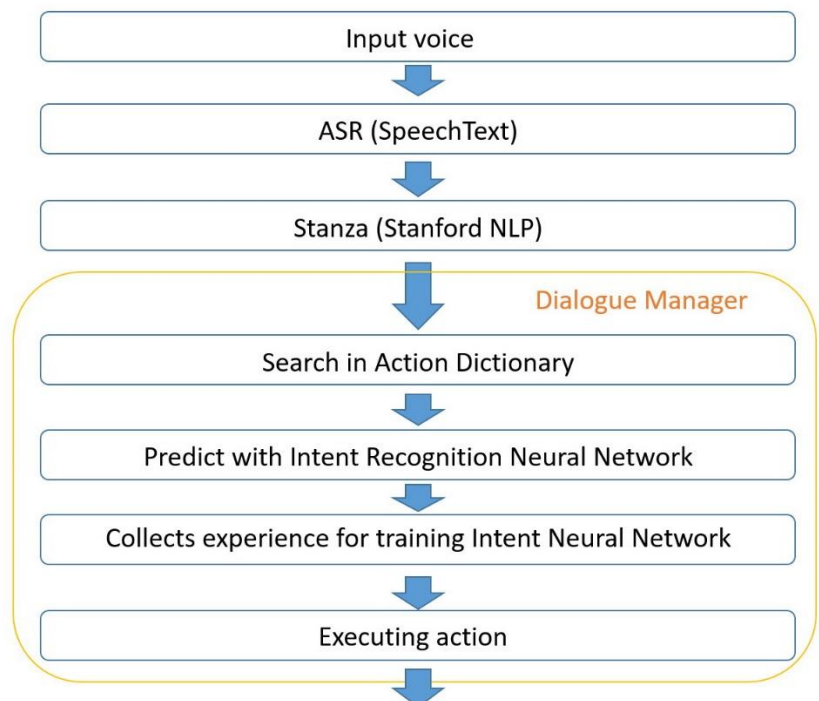 Input voice
ASR (SpeechText)
Stanza (Stanford NLP)
Dialogue Manager
Search in Action Dictionary
Predict with Intent Recognition Neural Network
Collects experience for training Intent Neural Network
Executing action